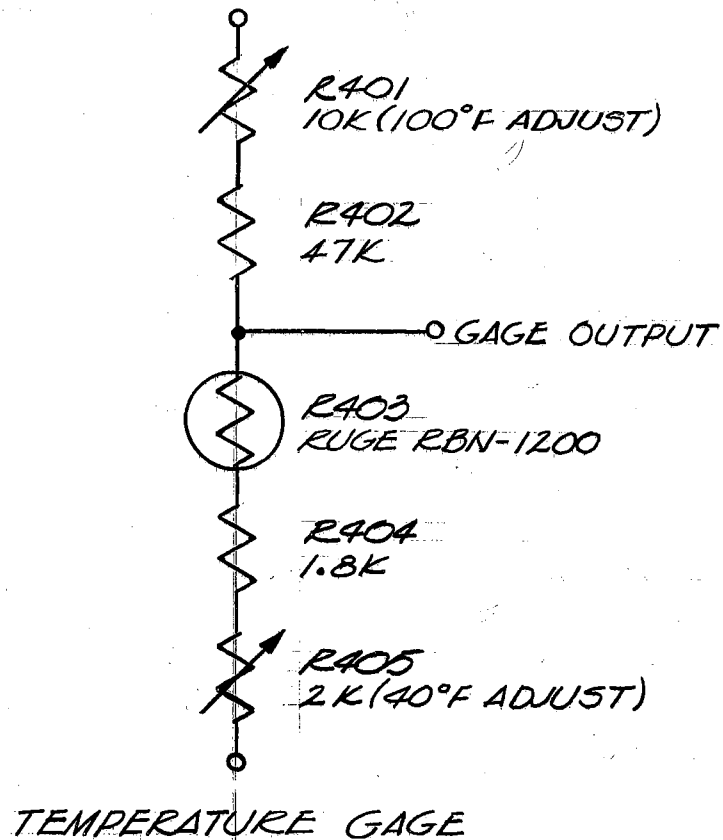 R401
10K (100°F ADJUST)
R402
47K
GAGE OUTPUT
R403
RUGE RBN-1200
R404
1.8K
R405
2K (40°F ADJUST)
TEMPERATURE GAGE